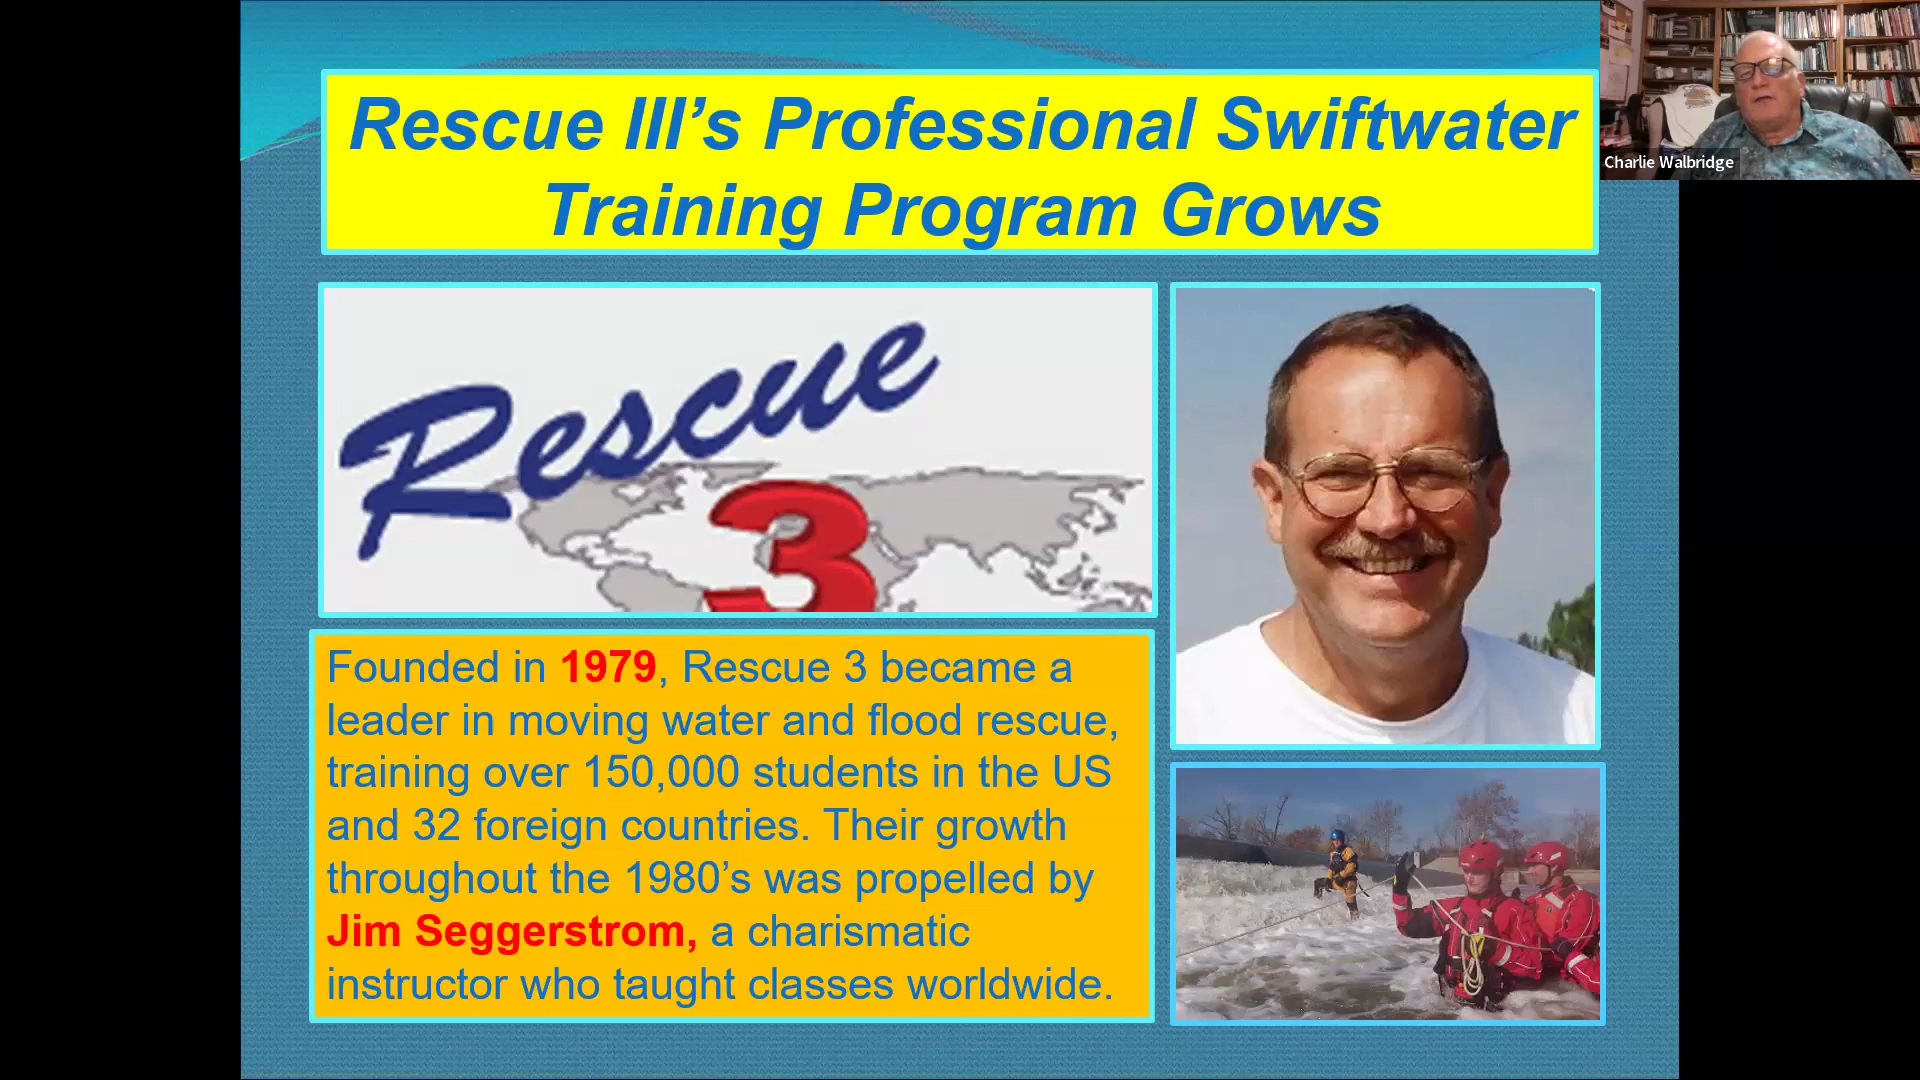 Rescue III's Professional Swiftwater
Training Program Grows
Charlie Walbridge
Rescue
3
Founded in 1979, Rescue 3 became a
leader in moving water and flood rescue,
training over 150,000 students in the US
and 32 foreign countries. Their growth
throughout the 1980's was propelled by
Jim Seggerstrom, a charismatic
instructor who taught classes worldwide.